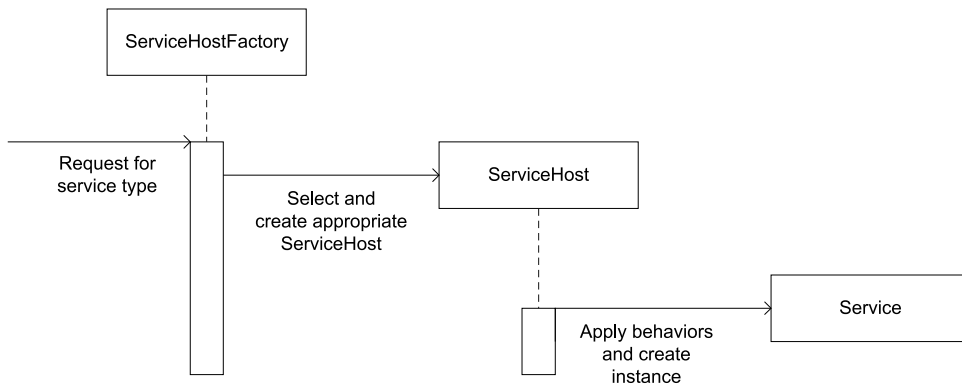 ServiceHostFactory
Request for
service type
Select and
create appropriate
ServiceHost
ServiceHost
Apply behaviors
and create
instance
Service